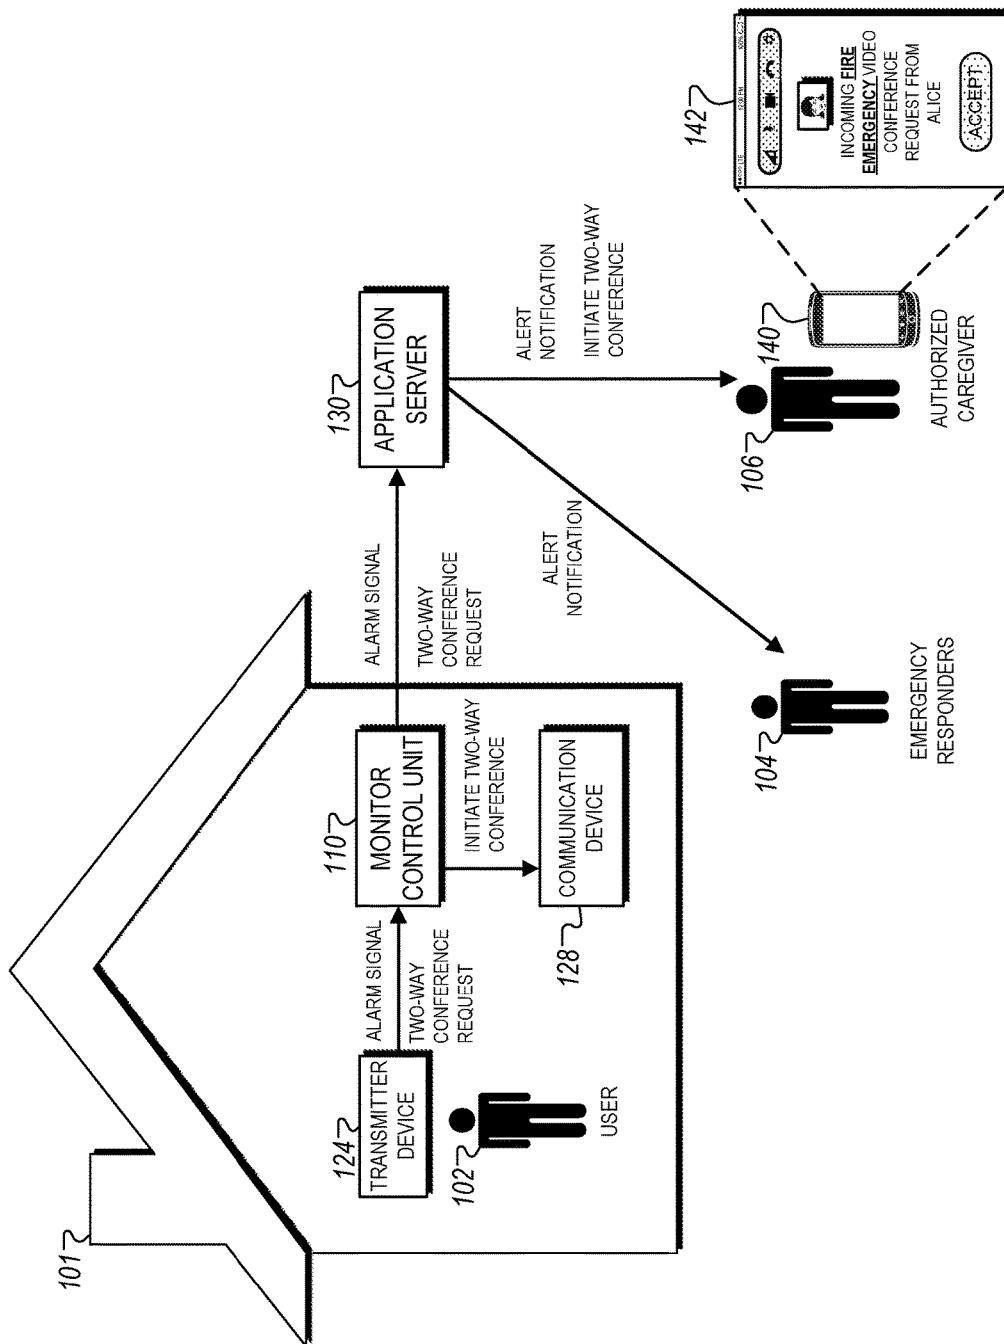 101
124
TRANSMITTER
DEVICE
102
USER
ALARM SIGNAL
TWO-WAY
CONFERENCE
REQUEST
110
MONITOR
CONTROL UNIT
INITIATE TWO-WAY
CONFERENCE
128
COMMUNICATION
DEVICE
ALARM SIGNAL
TWO-WAY
CONFERENCE
REQUEST
130
APPLICATION
SERVER
ALERT
NOTIFICATION
104
EMERGENCY
RESPONDERS
ALERT
NOTIFICATION
INITIATE TWO-WAY
CONFERENCE
106
140
AUTHORIZED
CAREGIVER
142
12:08 PM
INCOMING FIRE
EMERGENCY VIDEO
CONFERENCE
REQUEST FROM
ALICE
ACCEPT